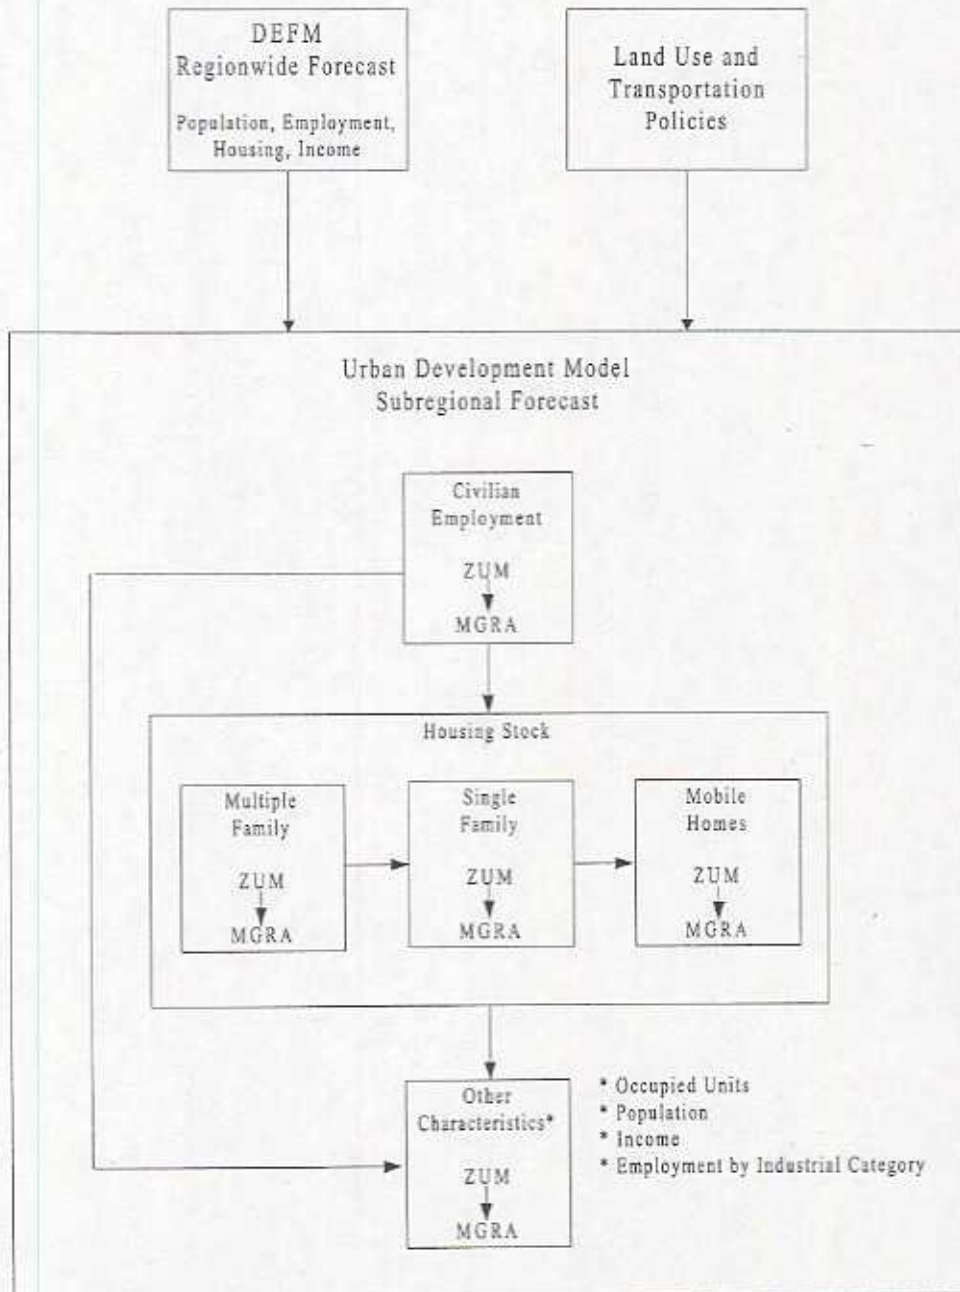 DEFM
Regionwide Forecast
Population, Employment,
Housing, Income
Land Use and
Transportation
Policies
Urban Development Model
Subregional Forecast
Civilian
Employment
ZUM
MGRA
Housing Stock
Multiple
Family
ZUM
MGRA
Single
Family
ZUM
MGRA
Mobile
Homes
ZUM
MGRA
Other
Characteristics*
ZUM
MGRA
* Occupied Units
* Population
* Income
* Employment by Industrial Category